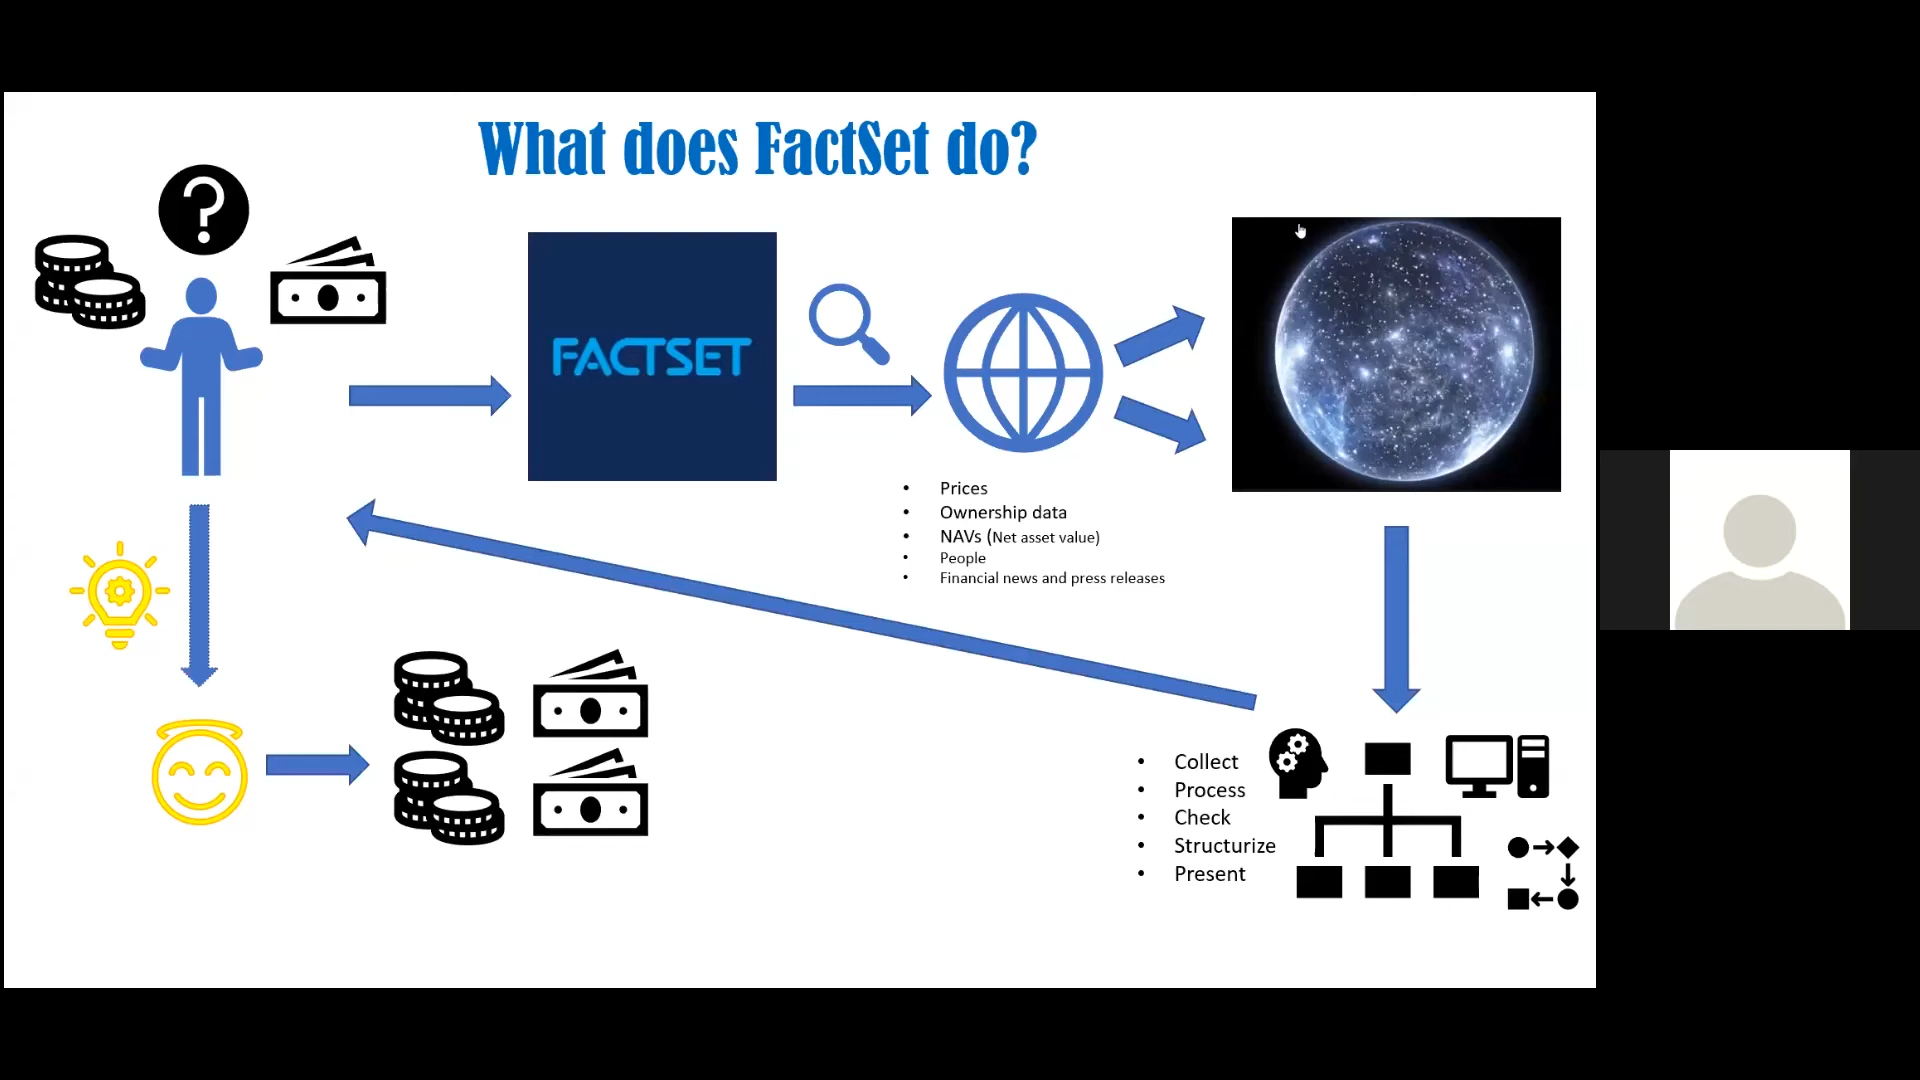 What does FactSet do?
?
FACTSET
• Prices
• Ownership data
• NAVs (Net asset value)
• People
• Financial news and press releases
• Collect
• Process
• Check
• Structurize
• Present